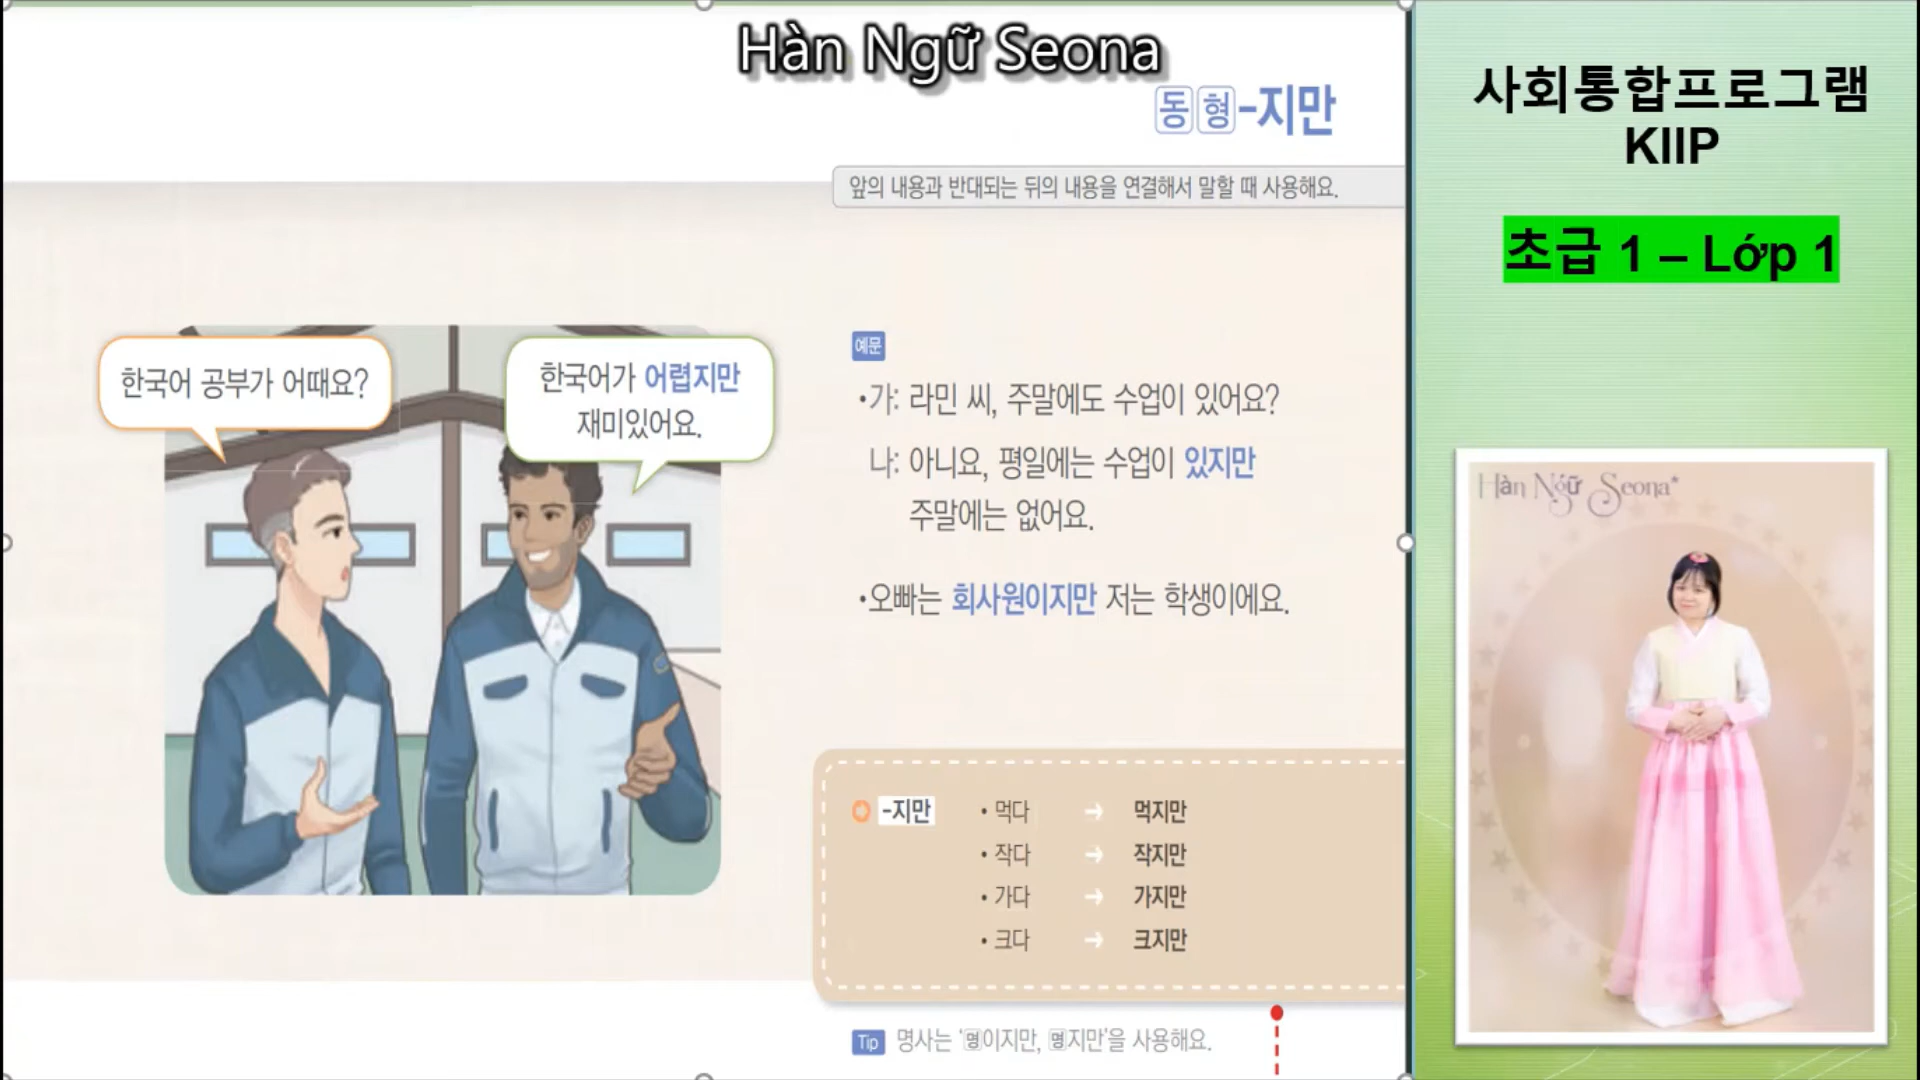 Hàn Ngữ Seona
동 형 -지만
앞의 내용과 반대되는 뒤의 내용을 연결해서 말할 때 사용해요.
한국어 공부가 어때요?
한국어가 어렵지만
재미있어요.
예문
•가: 라민 씨, 주말에도 수업이 있어요?
나: 아니요, 평일에는 수업이 있지만
주말에는 없어요.
•오빠는 회사원이지만 저는 학생이에요.
-지만
• 먹다 → 먹지만
• 작다 → 작지만
• 가다 → 가지만
• 크다 → 크지만
Tip 명사는 '명이지만, 명지만'을 사용해요.
사회통합프로그램
KIIP
초급 1 – Lớp 1
Hàn Ngữ Seona*